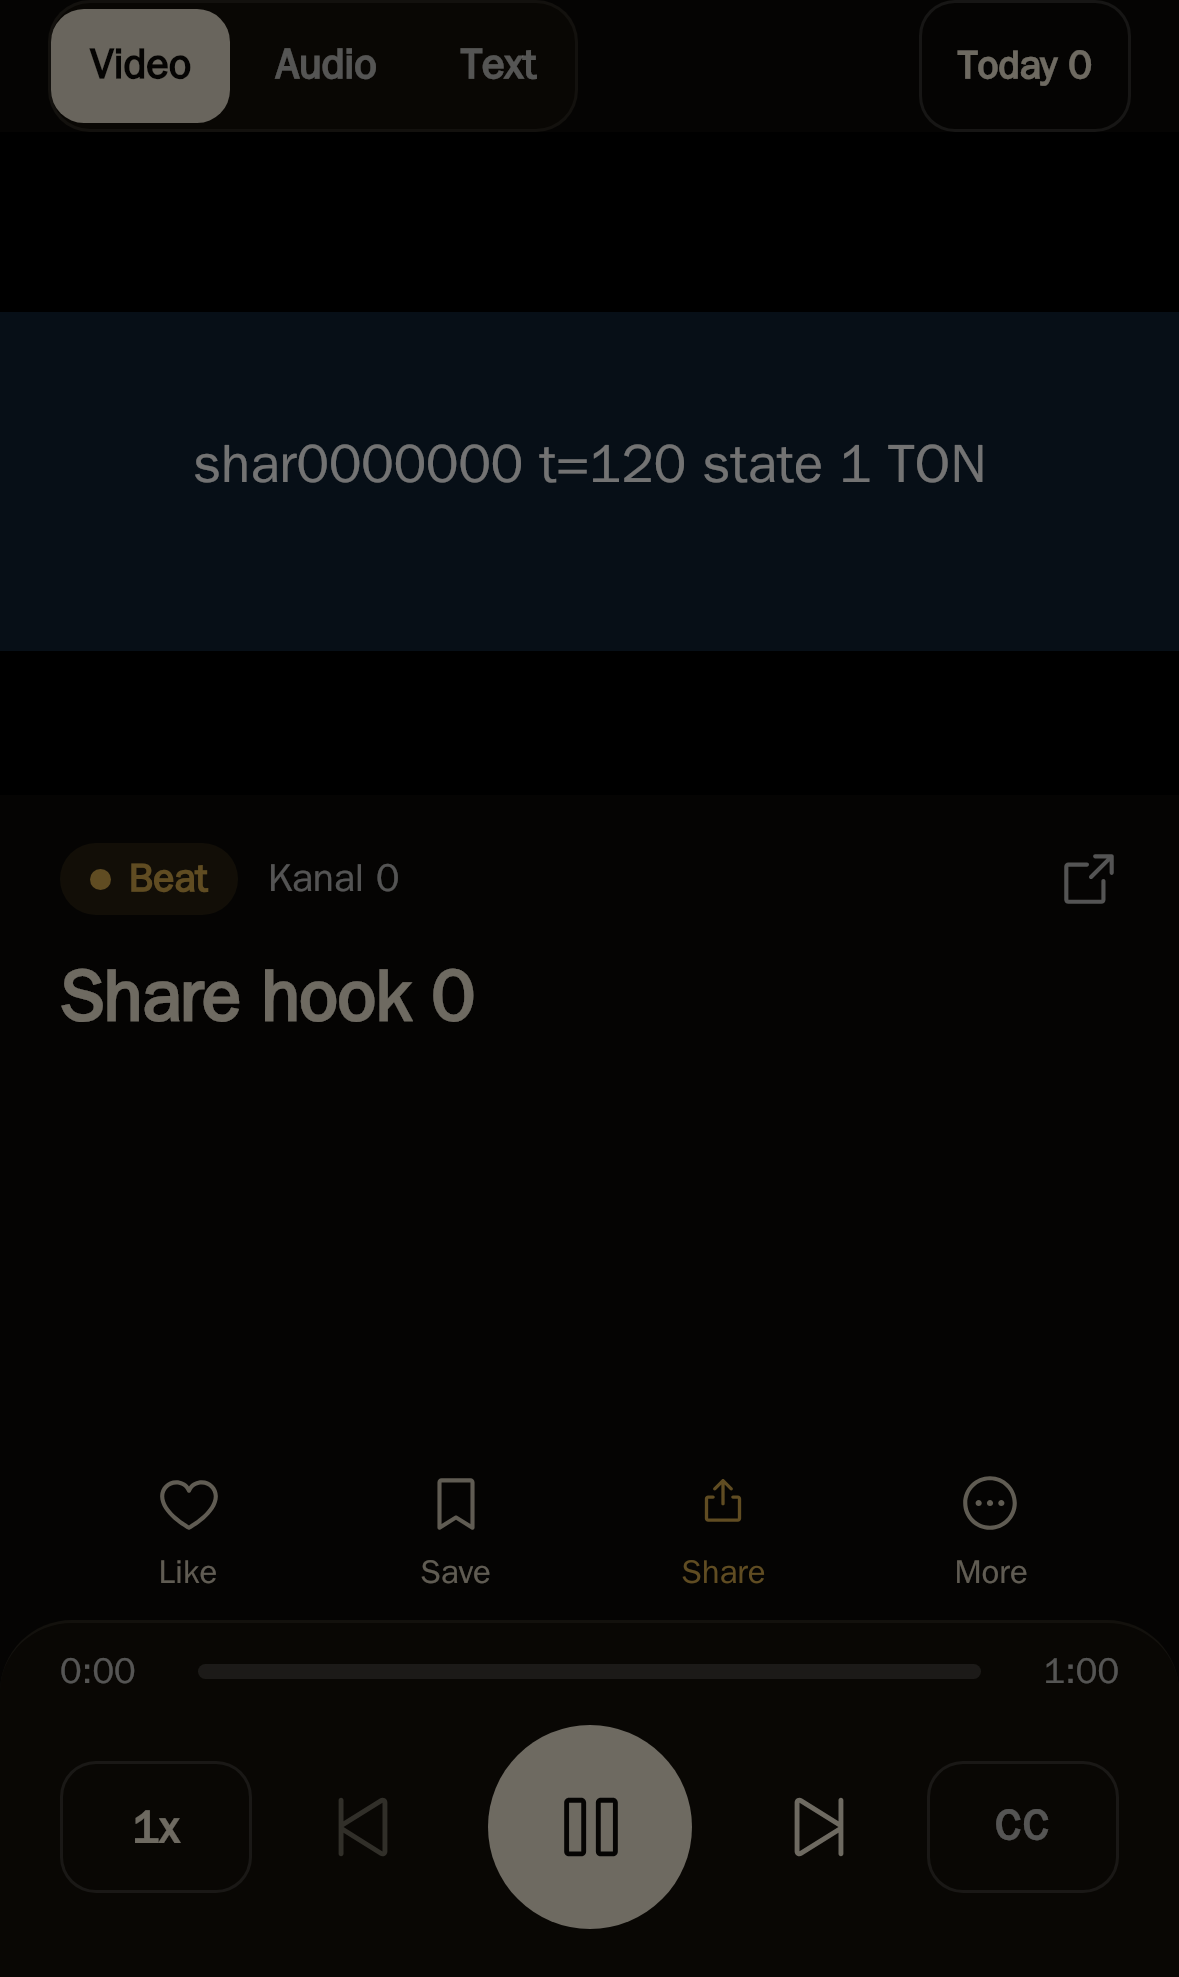 Video Audio Text Today 0
shar0000000 t=120 state 1 TON
Beat Kanal 0
Share hook 0
Like Save Share More
0:00 1:00
1x CC